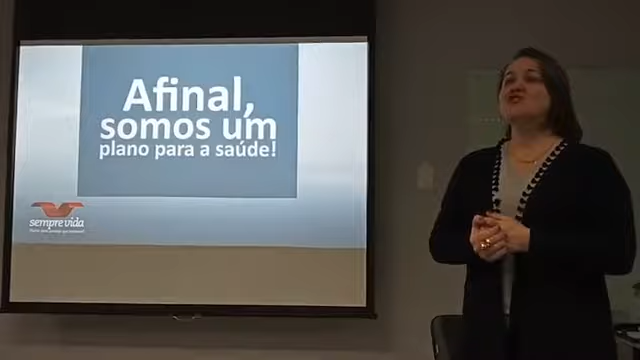 Afinal,
somos um
plano para a saúde!
sempre vida